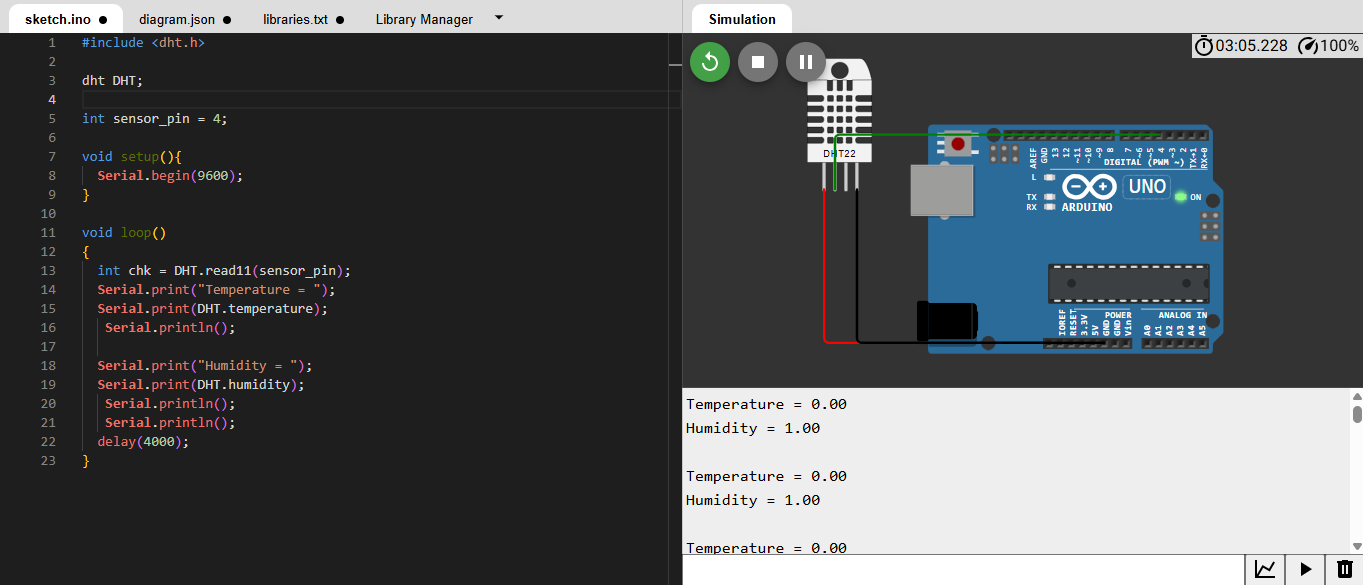 sketch.ino ● diagram.json ● libraries.txt ● Library Manager
1 #include <dht.h>
2
3 dht DHT;
4
5 int sensor_pin = 4;
6
7 void setup(){
8 Serial.begin(9600);
9 }
10
11 void loop()
12 {
13 int chk = DHT.read11(sensor_pin);
14 Serial.print("Temperature = ");
15 Serial.print(DHT.temperature);
16 Serial.println();
17
18 Serial.print("Humidity = ");
19 Serial.print(DHT.humidity);
20 Serial.println();
21 Serial.println();
22 delay(4000);
23 }
Simulation
03:05.228 100%
DHT22
AREF GND 13 12 ~11 ~10 ~9 8 7 ~6 ~5 4 ~3 2 TX→1 RX←0
DIGITAL (PWM ~)
L
TX
RX
UNO
ARDUINO
ON
POWER
ANALOG IN
IOREF RESET 3.3V 5V GND GND Vin A0 A1 A2 A3 A4 A5
Temperature = 0.00
Humidity = 1.00
Temperature = 0.00
Humidity = 1.00
Temperature = 0.00